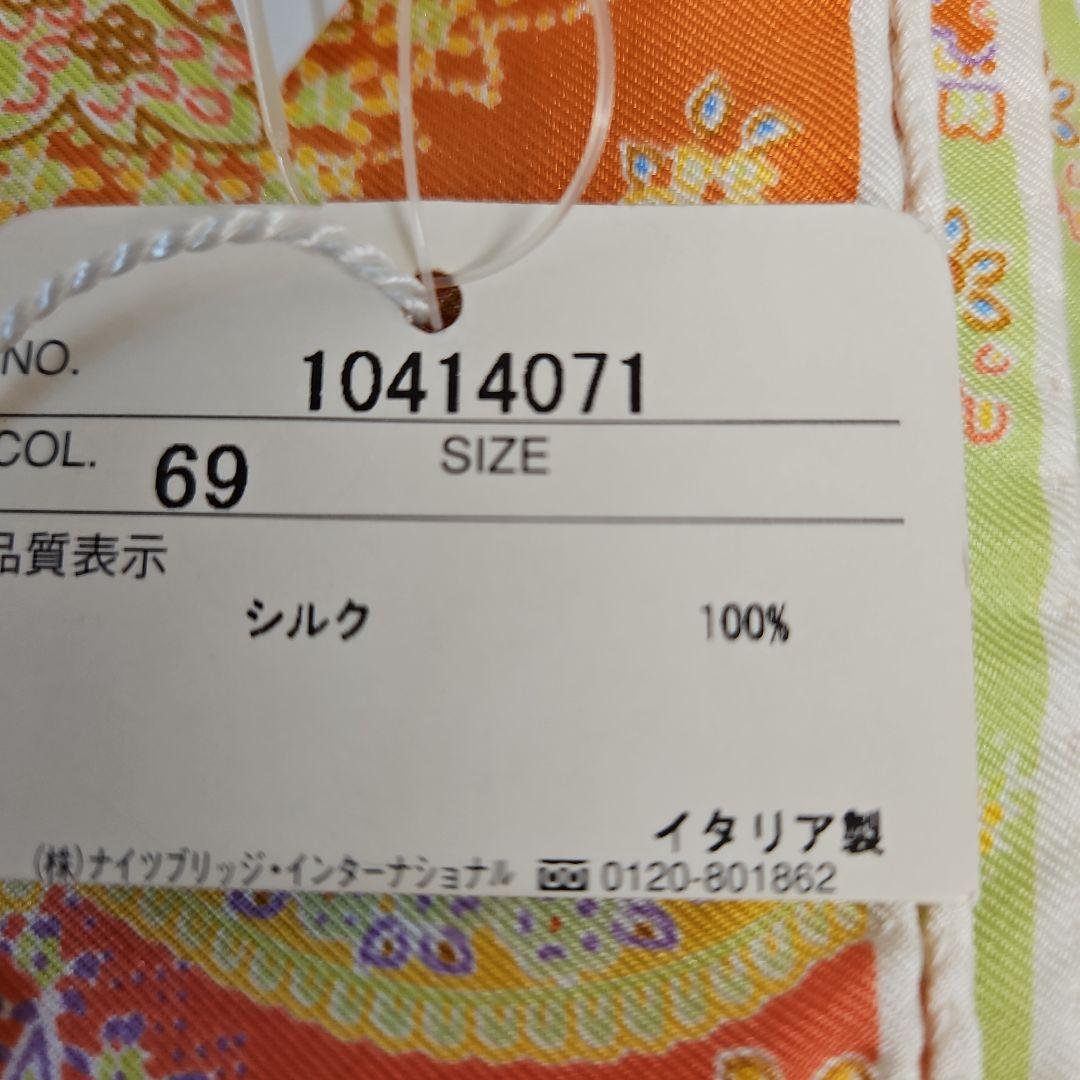 NO. 10414071
COL. 69 SIZE
品質表示
シルク 100%
イタリア製
(株)ナイツブリッジ・インターナショナル 0120-801862